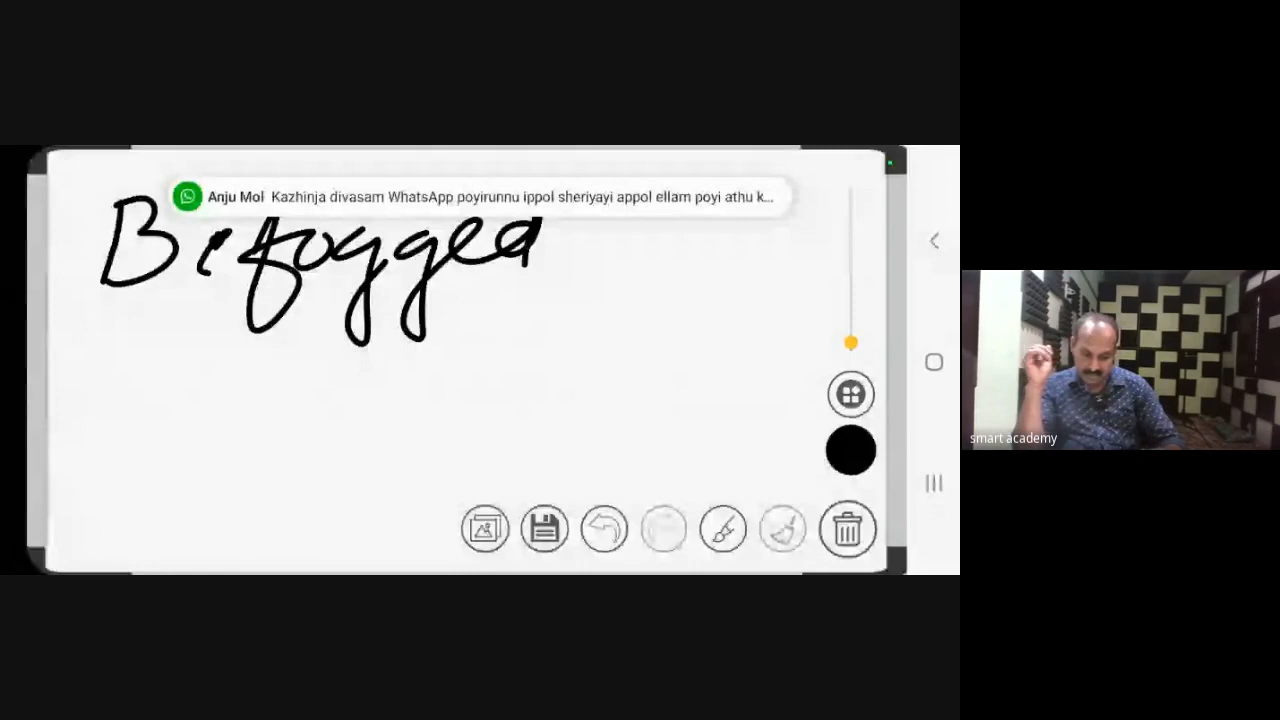 Anju Mol Kazhinja divasam WhatsApp poyirunnu ippol sheriyayi appol ellam poyi athu k...
Befogged
smart academy